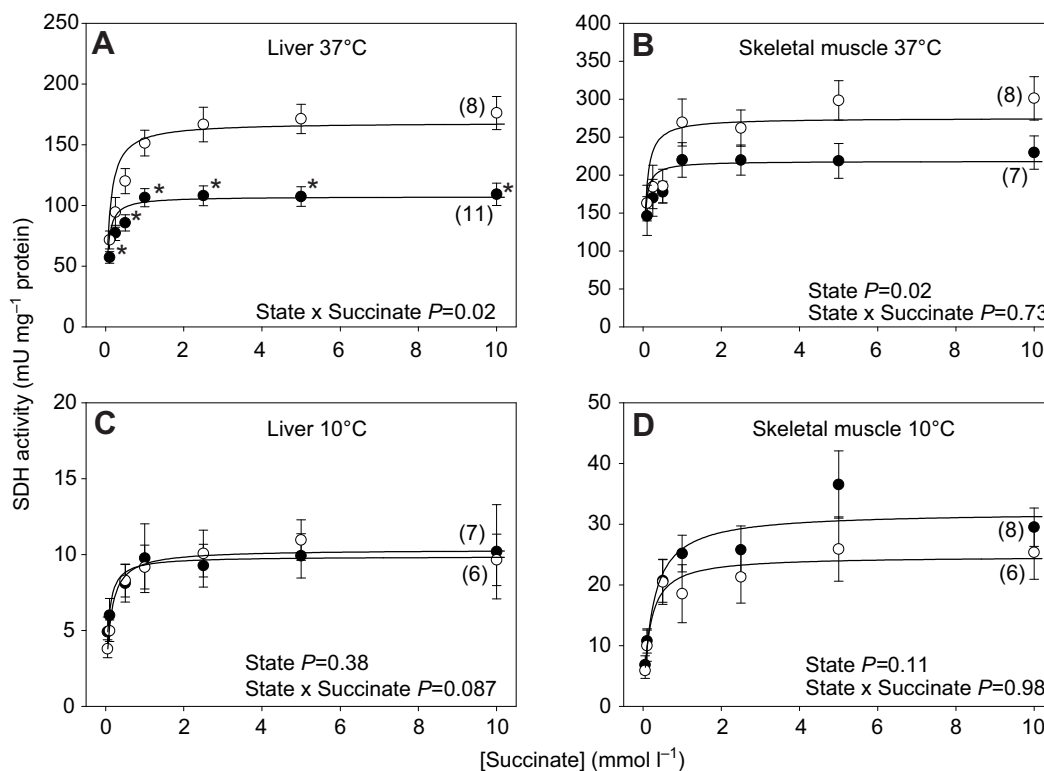 A
Liver 37°C
250
200
150
100
50
0
(8)
(11)
*
*
*
*
*
*
State x Succinate P=0.02
0 2 4 6 8 10
B
Skeletal muscle 37°C
400
350
300
250
200
150
100
50
0
(8)
(7)
State P=0.02
State x Succinate P=0.73
0 2 4 6 8 10
C
Liver 10°C
20
15
10
5
0
(7)
(6)
State P=0.38
State x Succinate P=0.087
0 2 4 6 8 10
D
Skeletal muscle 10°C
50
40
30
20
10
0
(8)
(6)
State P=0.11
State x Succinate P=0.98
0 2 4 6 8 10
SDH activity (mU mg⁻¹ protein)
[Succinate] (mmol l⁻¹)